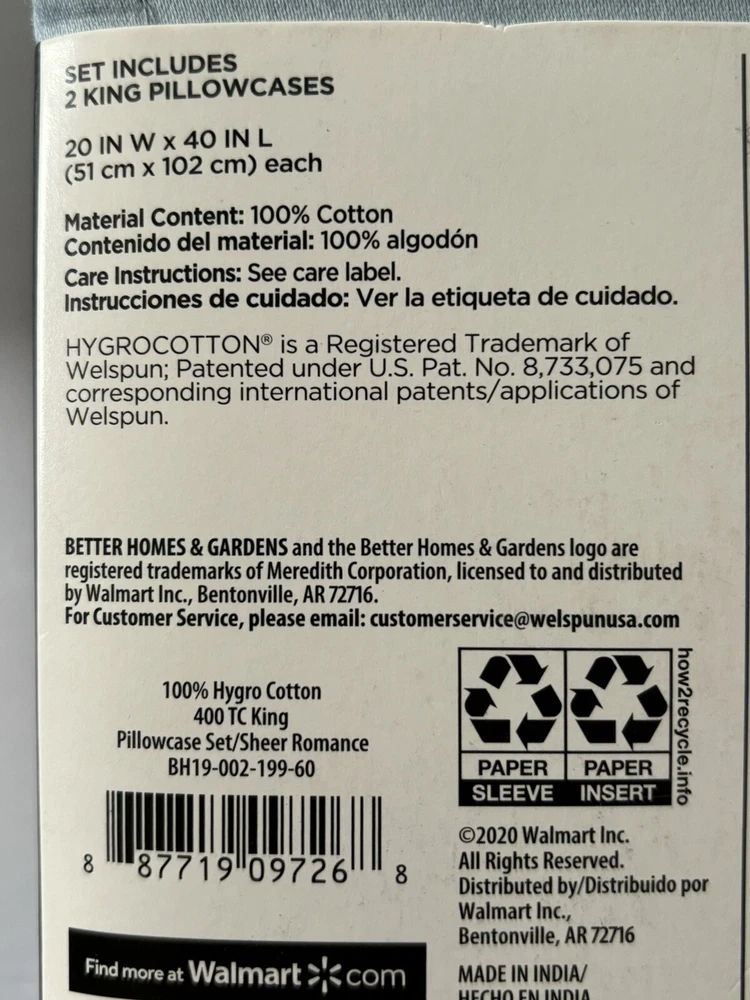 SET INCLUDES
2 KING PILLOWCASES
20 IN W x 40 IN L
(51 cm x 102 cm) each
Material Content: 100% Cotton
Contenido del material: 100% algodón
Care Instructions: See care label.
Instrucciones de cuidado: Ver la etiqueta de cuidado.
HYGROCOTTON® is a Registered Trademark of
Welspun; Patented under U.S. Pat. No. 8,733,075 and
corresponding international patents/applications of
Welspun.
BETTER HOMES & GARDENS and the Better Homes & Gardens logo are
registered trademarks of Meredith Corporation, licensed to and distributed
by Walmart Inc., Bentonville, AR 72716.
For Customer Service, please email: customerservice@welspunusa.com
100% Hygro Cotton
400 TC King
Pillowcase Set/Sheer Romance
BH19-002-199-60
8 87719 09726 8
Find more at Walmart.com
PAPER PAPER
SLEEVE INSERT
how2recycle.info
©2020 Walmart Inc.
All Rights Reserved.
Distributed by/Distribuido por
Walmart Inc.,
Bentonville, AR 72716
MADE IN INDIA/
HECHO EN INDIA